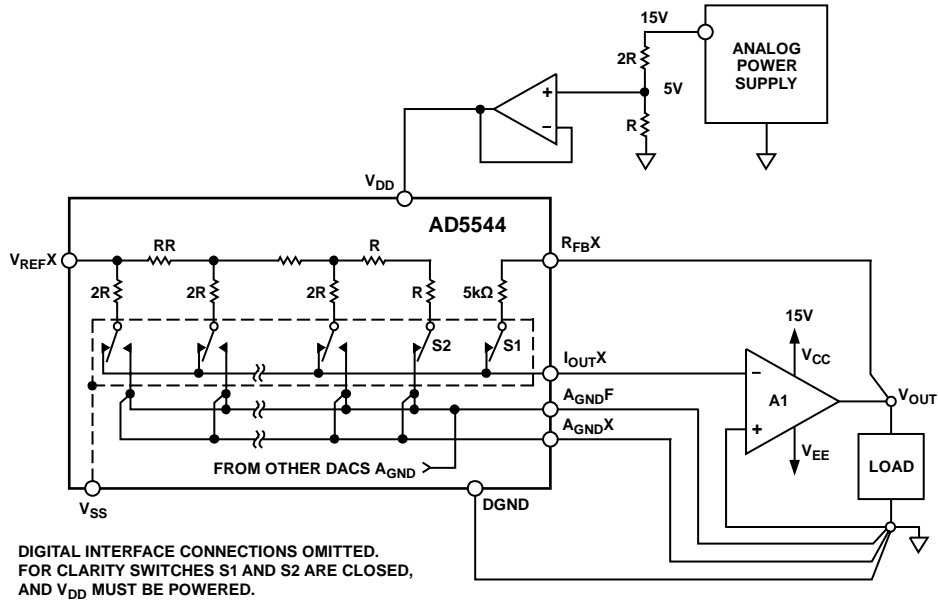 15V
ANALOG
POWER
SUPPLY
2R
5V
+
−
R
VDD
AD5544
VREFX
RR
R
RFBX
2R
2R
2R
R
5kΩ
S2
S1
15V
VCC
IOUTX
−
A1
VOUT
AGNDF
+
AGNDX
VEE
LOAD
FROM OTHER DACS AGND
VSS
DGND
DIGITAL INTERFACE CONNECTIONS OMITTED.
FOR CLARITY SWITCHES S1 AND S2 ARE CLOSED,
AND VDD MUST BE POWERED.